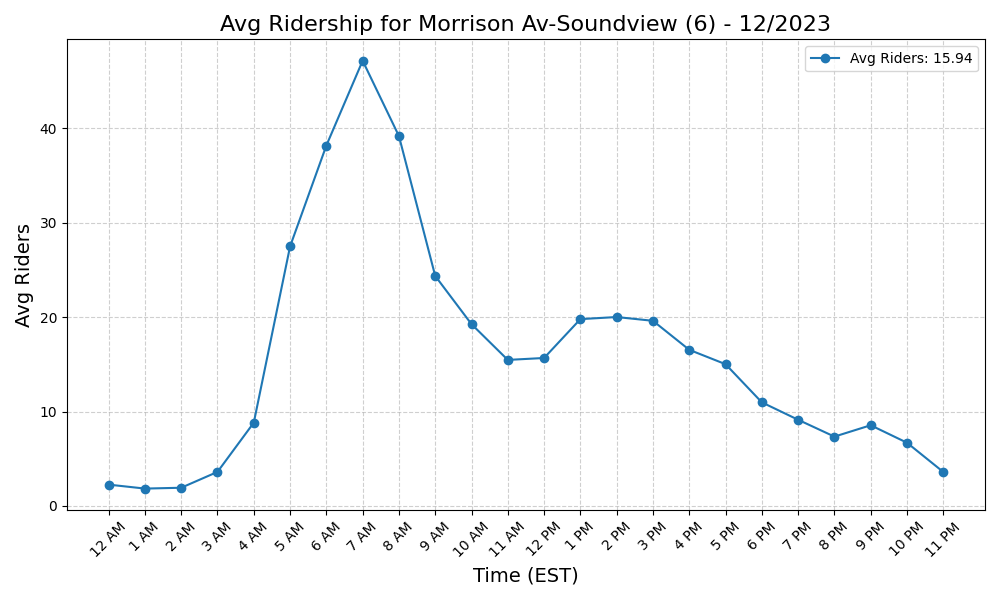 Avg Ridership for Morrison Av-Soundview (6) - 12/2023
Avg Riders: 15.94
Avg Riders
40
30
20
10
0
12 AM
1 AM
2 AM
3 AM
4 AM
5 AM
6 AM
7 AM
8 AM
9 AM
10 AM
11 AM
12 PM
1 PM
2 PM
3 PM
4 PM
5 PM
6 PM
7 PM
8 PM
9 PM
10 PM
11 PM
Time (EST)